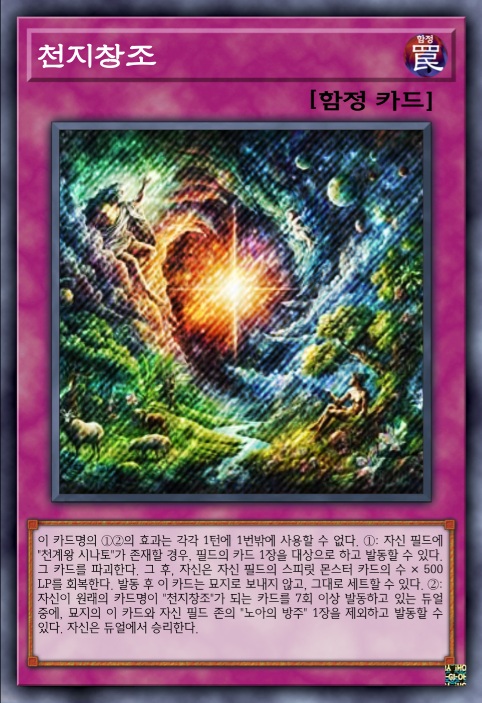 천지창조
함정
罠
[함정 카드]
이 카드명의 ①②의 효과는 각각 1턴에 1번밖에 사용할 수 없다. ①: 자신 필드에
"천계왕 시나토"가 존재할 경우, 필드의 카드 1장을 대상으로 하고 발동할 수 있다.
그 카드를 파괴한다. 그 후, 자신은 자신 필드의 스피릿 몬스터 카드의 수 × 500
LP를 회복한다. 발동 후 이 카드는 묘지로 보내지 않고, 그대로 세트할 수 있다. ②:
자신이 원래의 카드명이 "천지창조"가 되는 카드를 7회 이상 발동하고 있는 듀얼
중에, 묘지의 이 카드와 자신 필드 존의 "노아의 방주" 1장을 제외하고 발동할 수
있다. 자신은 듀얼에서 승리한다.